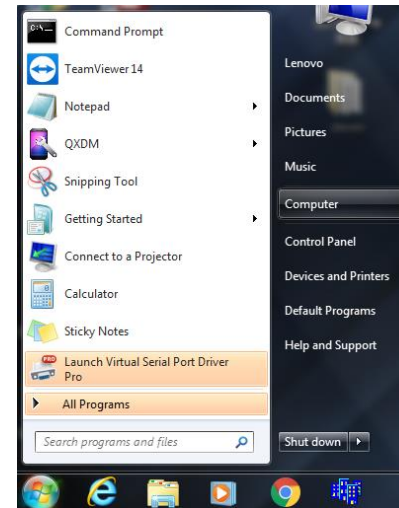 Command Prompt
TeamViewer 14
Notepad
QXDM
Snipping Tool
Getting Started
Connect to a Projector
Calculator
Sticky Notes
Launch Virtual Serial Port Driver
Pro
All Programs
Search programs and files
Lenovo
Documents
Pictures
Music
Computer
Control Panel
Devices and Printers
Default Programs
Help and Support
Shut down